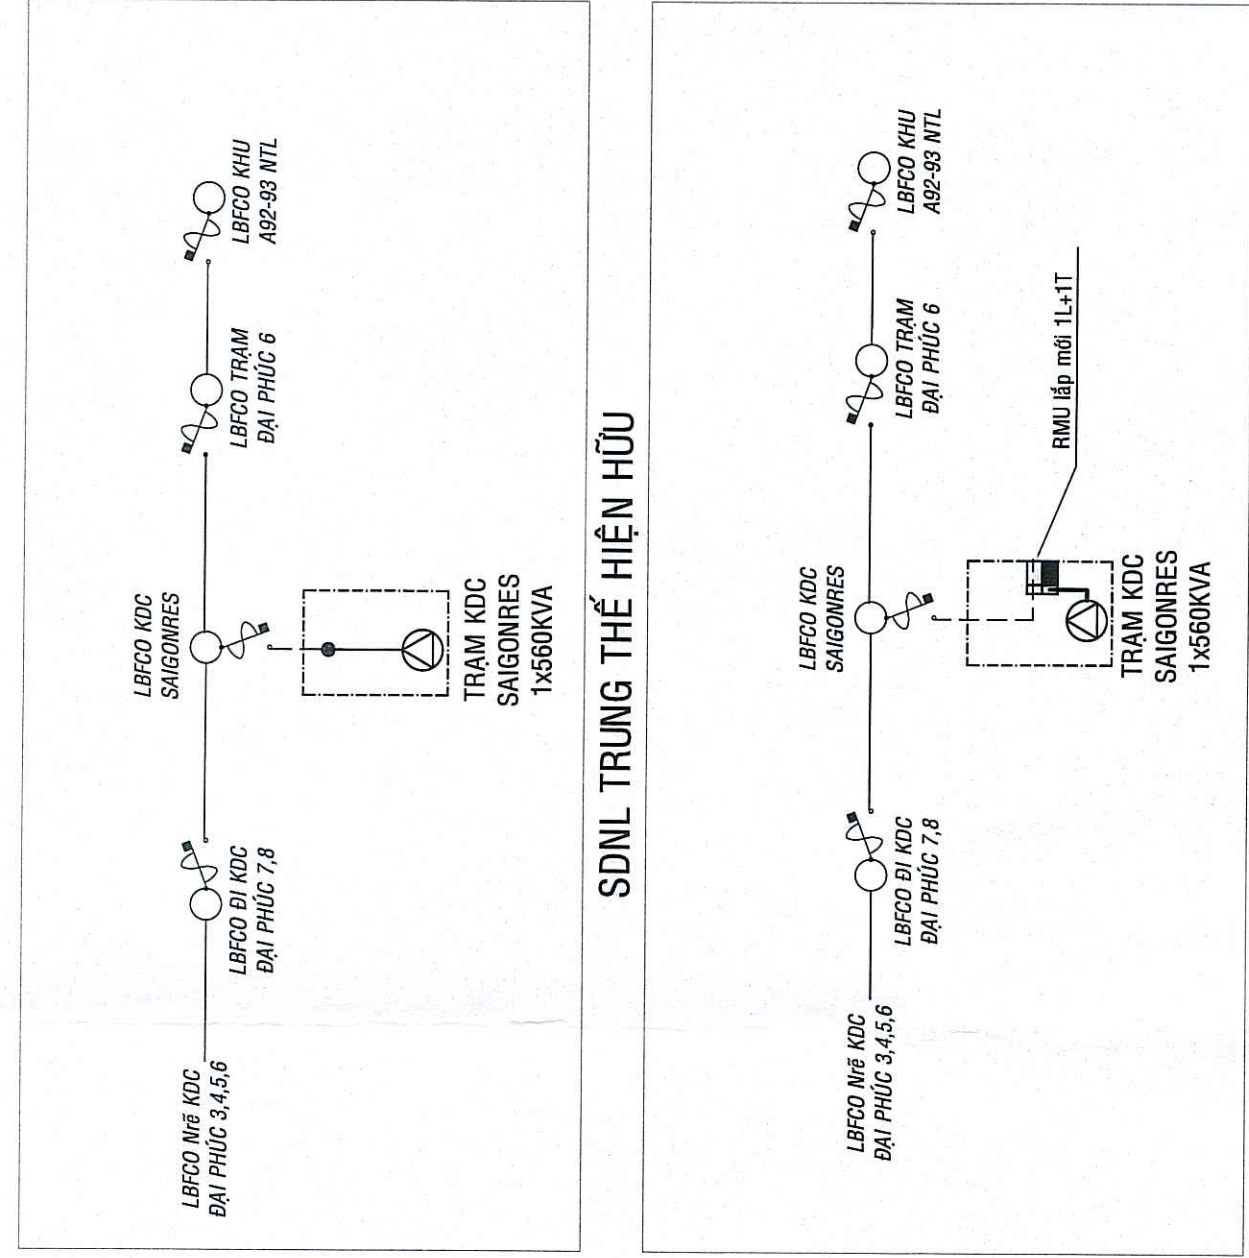 LBFCO Nrẽ KDC
ĐẠI PHÚC 3,4,5,6
LBFCO ĐI KDC
ĐẠI PHÚC 7,8
LBFCO KDC
SAIGONRES
LBFCO TRẠM
ĐẠI PHÚC 6
LBFCO KHU
A92-93 NTL
TRẠM KDC
SAIGONRES
1x560KVA
SDNL TRUNG THẾ HIỆN HỮU
LBFCO Nrẽ KDC
ĐẠI PHÚC 3,4,5,6
LBFCO ĐI KDC
ĐẠI PHÚC 7,8
LBFCO KDC
SAIGONRES
LBFCO TRẠM
ĐẠI PHÚC 6
LBFCO KHU
A92-93 NTL
RMU lắp mới 1L+1T
TRẠM KDC
SAIGONRES
1x560KVA